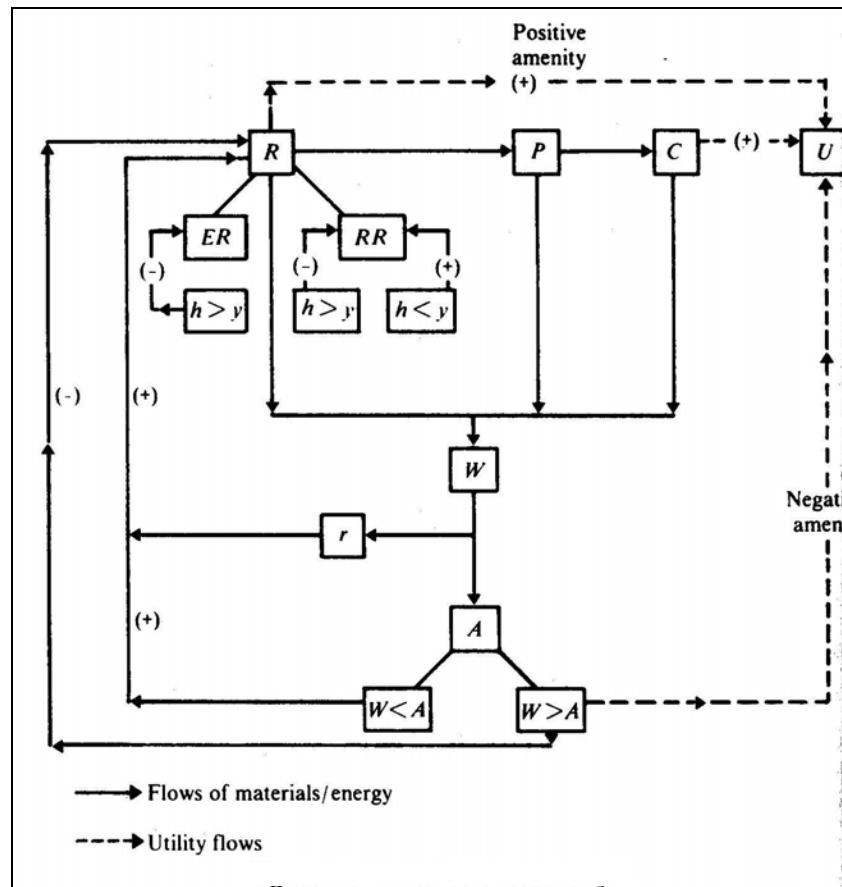 Positive
amenity
(+)
R
P
C
(+)
U
ER
RR
(-)
(-)
(+)
h > y
h > y
h < y
(-)
(+)
W
r
(+)
A
W < A
W > A
Flows of materials/energy
Utility flows